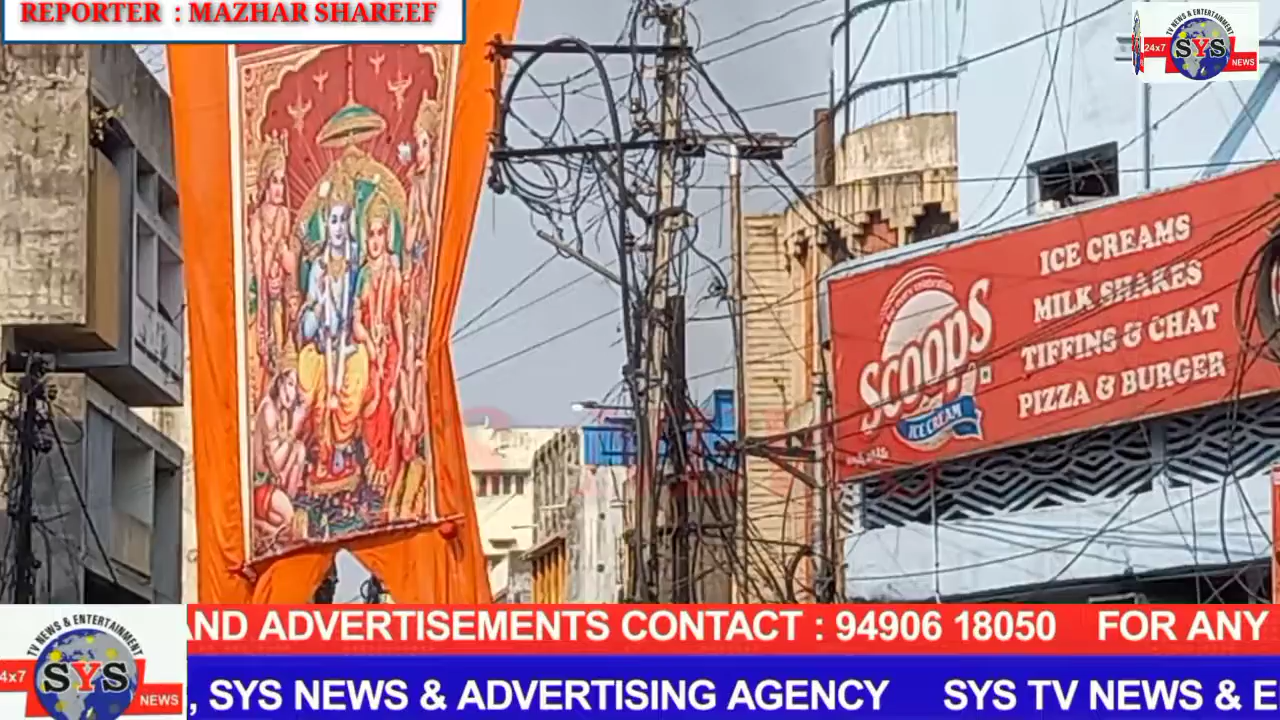 REPORTER : MAZHAR SHAREEF
TV NEWS & ENTERTAINMENT
24x7
SYS
NEWS
ICE CREAMS
MILK SHAKES
TIFFINS & CHAT
PIZZA & BURGER
SCOOPS
ICE CREAM
TV NEWS & ENTERTAINMENT
4x7
SYS
NEWS
AND ADVERTISEMENTS CONTACT : 94906 18050 FOR ANY
, SYS NEWS & ADVERTISING AGENCY SYS TV NEWS & E